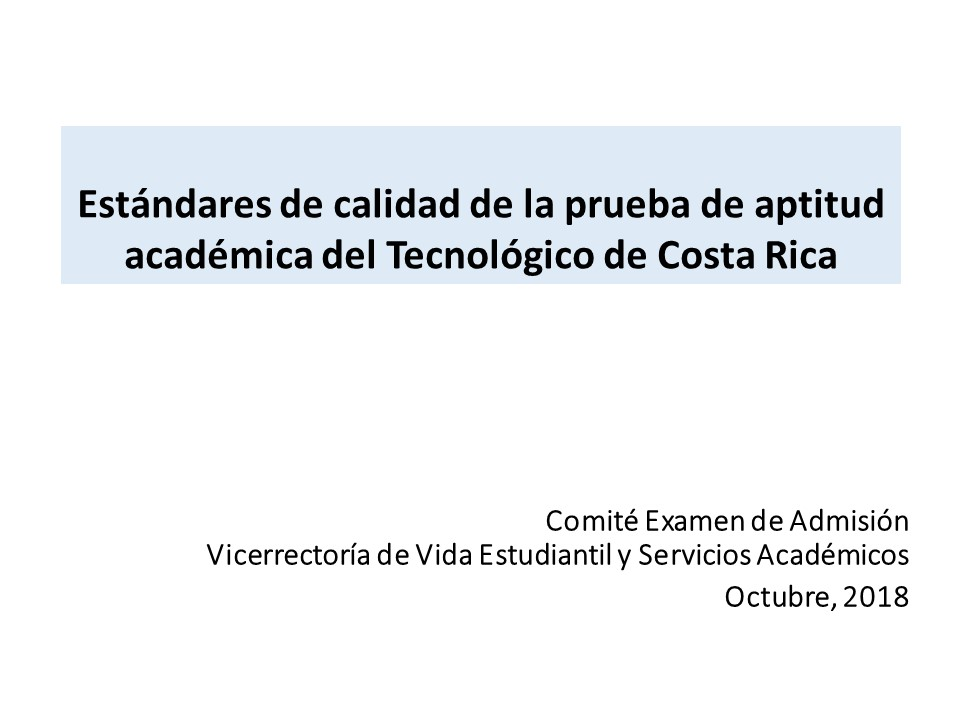 Estándares de calidad de la prueba de aptitud
académica del Tecnológico de Costa Rica
Comité Examen de Admisión
Vicerrectoría de Vida Estudiantil y Servicios Académicos
Octubre, 2018